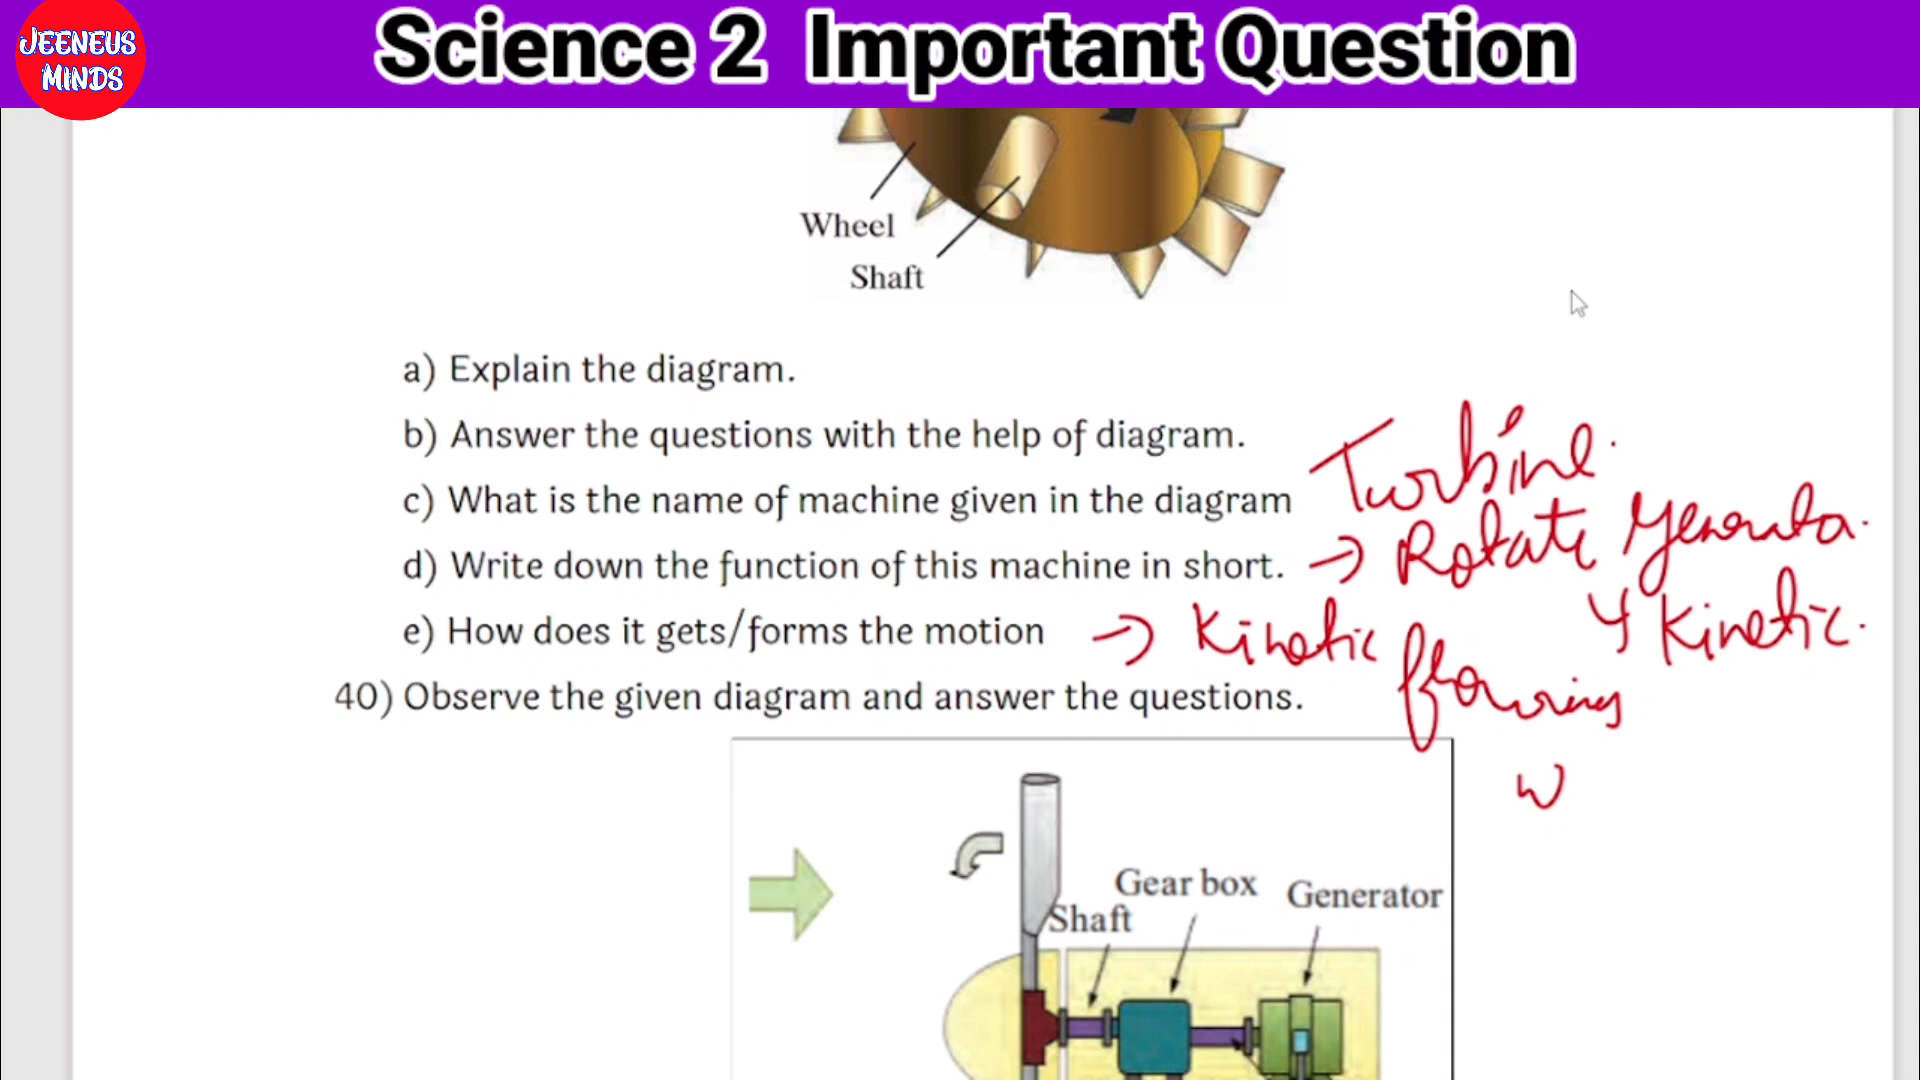 JEENEUS
MINDS
Science 2 Important Question
Wheel
Shaft
a) Explain the diagram.
b) Answer the questions with the help of diagram.
Turbine.
c) What is the name of machine given in the diagram
d) Write down the function of this machine in short. → Rotate generator.
e) How does it gets/forms the motion → Kinetic
Kinetic.
flowing
w
40) Observe the given diagram and answer the questions.
Gear box
Generator
Shaft